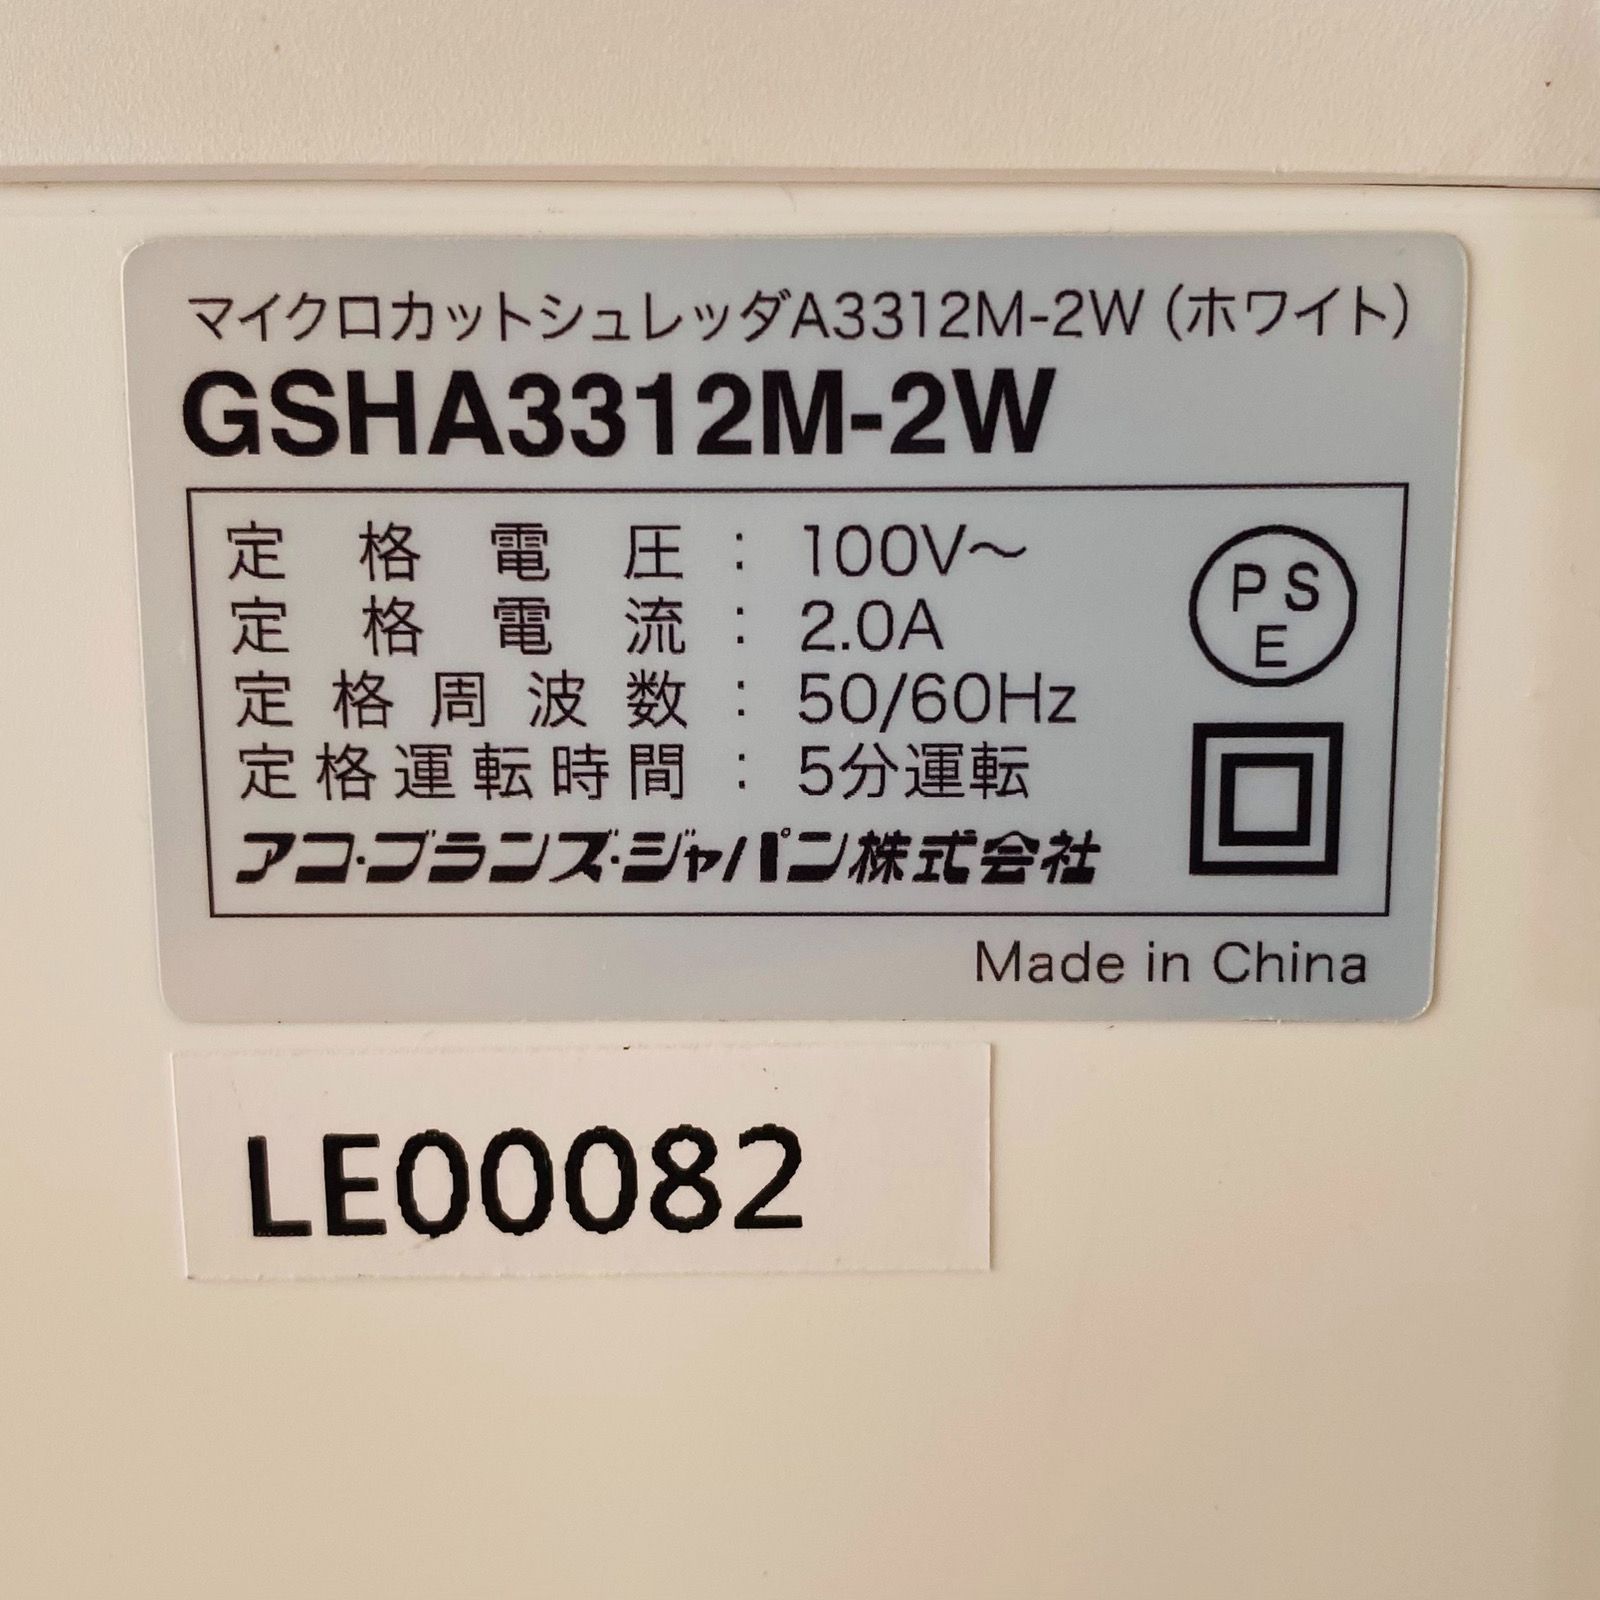 マイクロカットシュレッダA3312M-2W（ホワイト）
GSHA3312M-2W
定格電圧：100V～
定格電流：2.0A
定格周波数：50/60Hz
定格運転時間：5分運転
アコ・ブランズ・ジャパン株式会社
PS
E
Made in China
LE00082